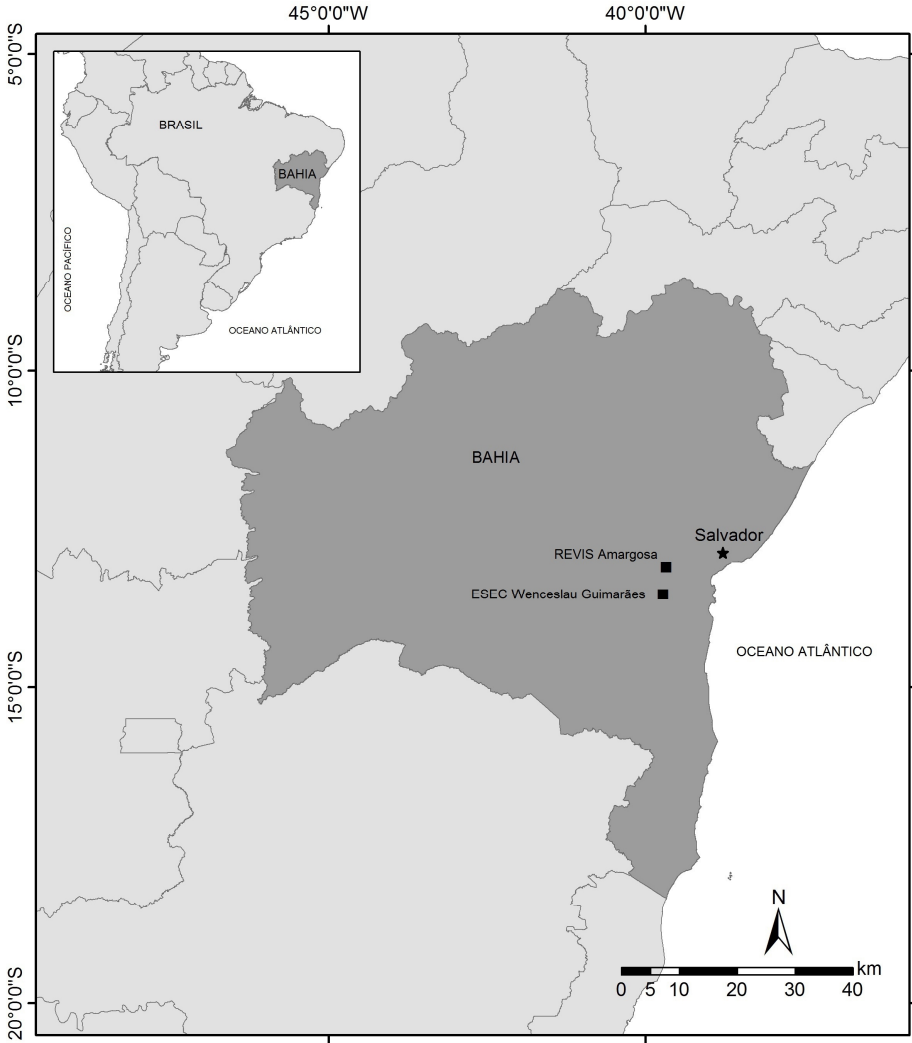 45°0'0"W 40°0'0"W
5°0'0"S
BRASIL
BAHIA
OCEANO PACÍFICO
OCEANO ATLÂNTICO
10°0'0"S
BAHIA
Salvador
REVIS Amargosa
ESEC Wenceslau Guimarães
OCEANO ATLÂNTICO
15°0'0"S
N
km
0 5 10 20 30 40
20°0'0"S